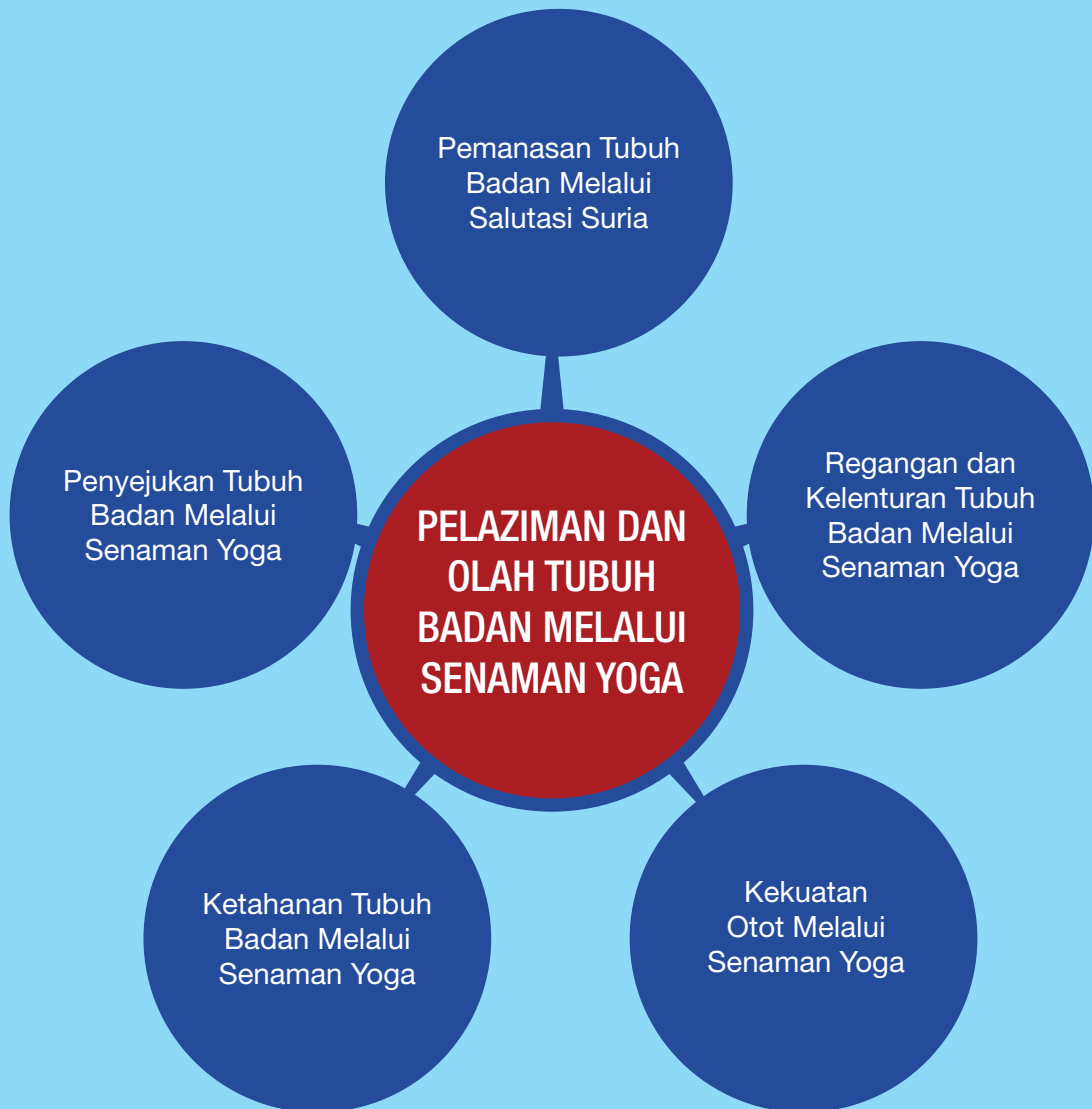 Pemanasan Tubuh
Badan Melalui
Salutasi Suria
Regangan dan
Kelenturan Tubuh
Badan Melalui
Senaman Yoga
Penyejukan Tubuh
Badan Melalui
Senaman Yoga
PELAZIMAN DAN
OLAH TUBUH
BADAN MELALUI
SENAMAN YOGA
Ketahanan Tubuh
Badan Melalui
Senaman Yoga
Kekuatan
Otot Melalui
Senaman Yoga